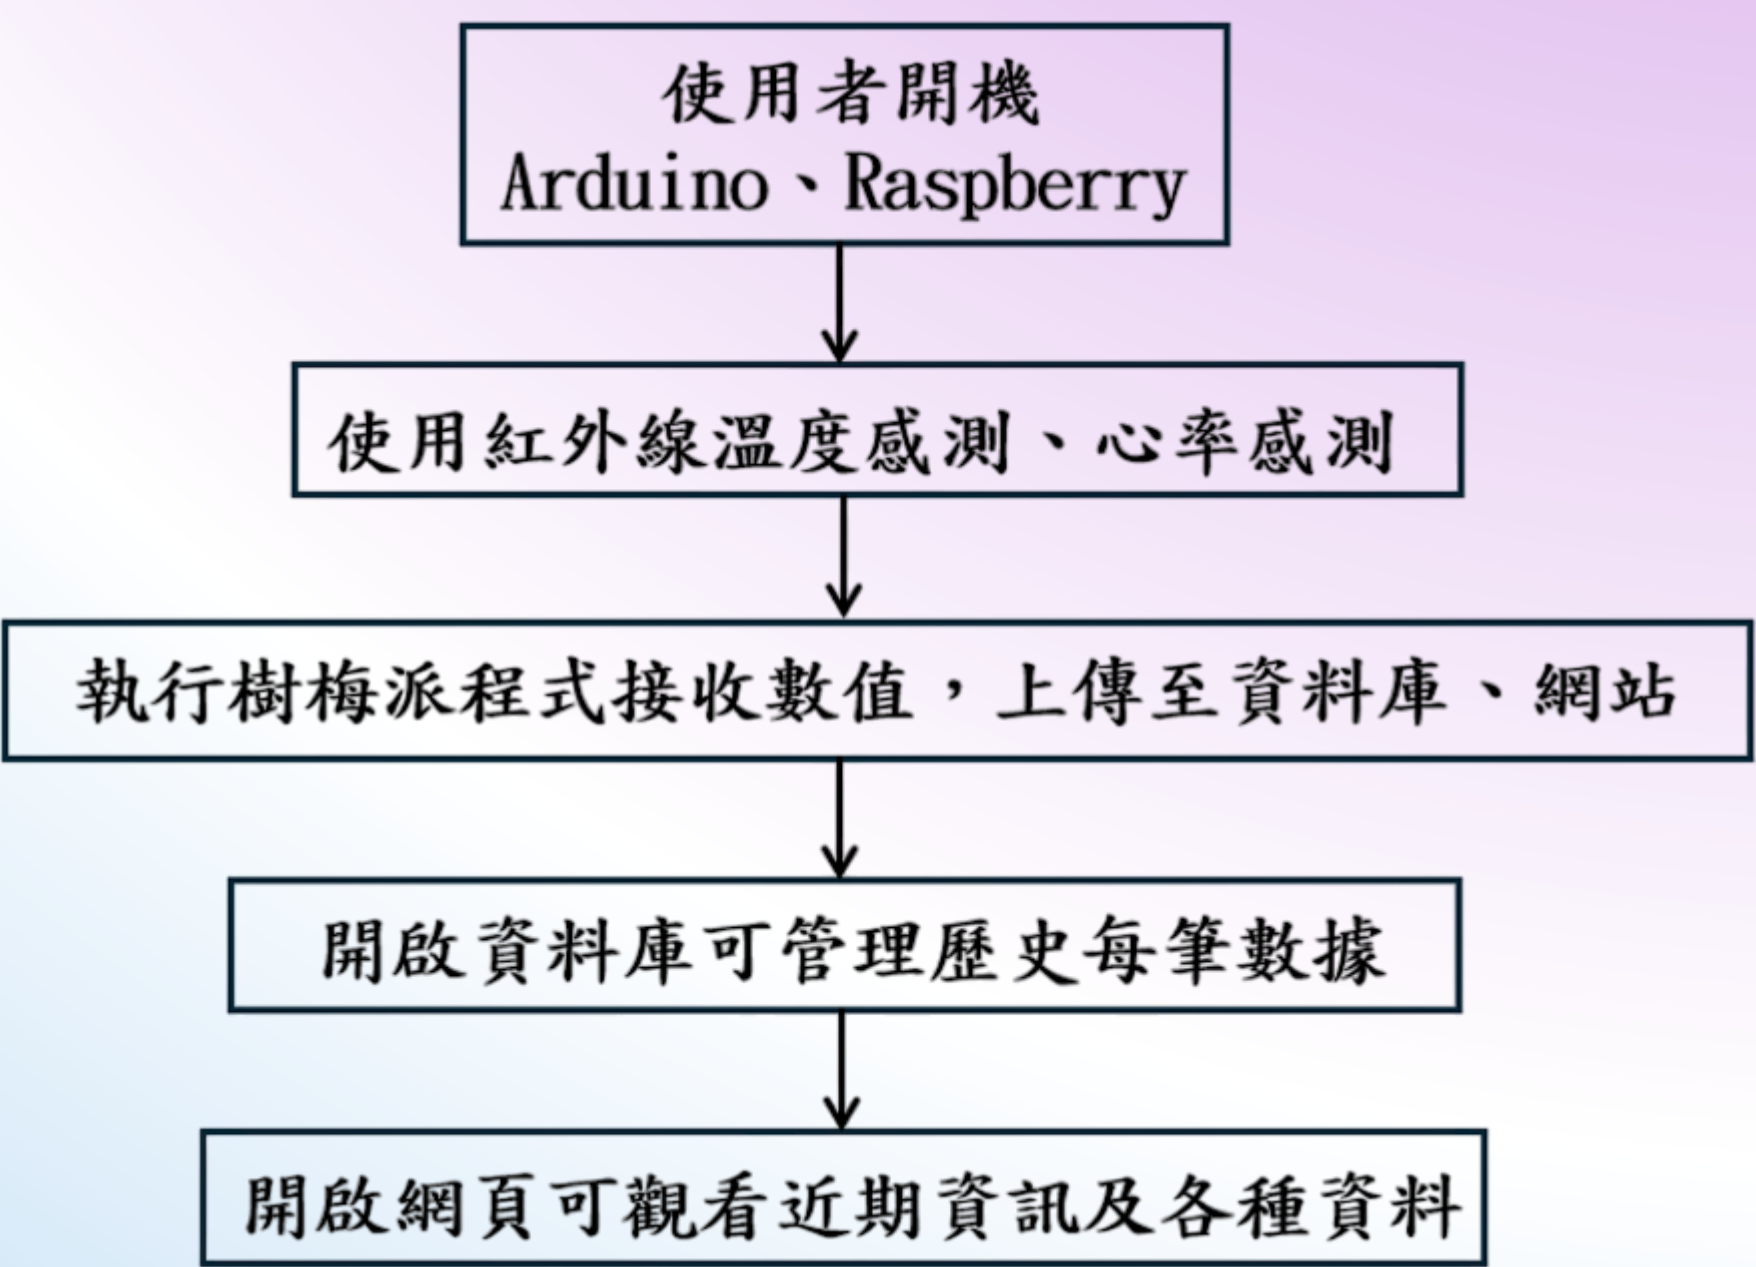 使用者開機
Arduino、Raspberry
使用紅外線溫度感測、心率感測
執行樹梅派程式接收數值，上傳至資料庫、網站
開啟資料庫可管理歷史每筆數據
開啟網頁可觀看近期資訊及各種資料